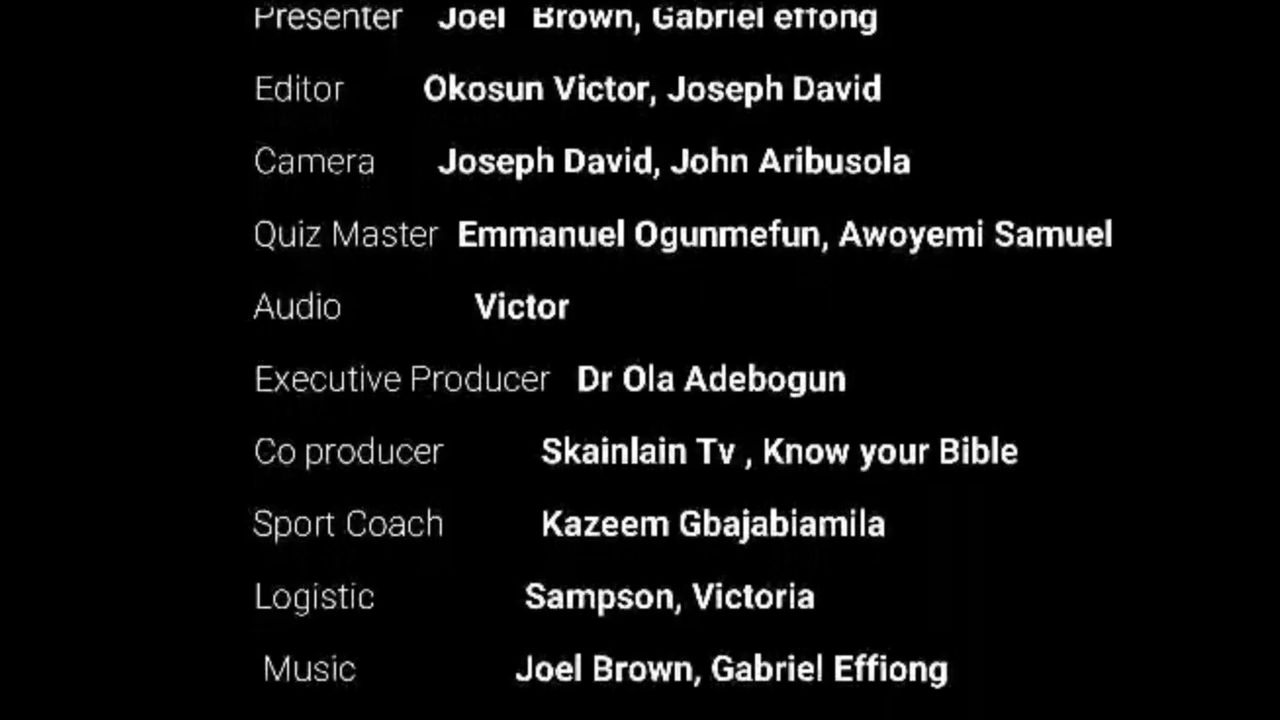 Presenter Joel Brown, Gabriel effong
Editor Okosun Victor, Joseph David
Camera Joseph David, John Aribusola
Quiz Master Emmanuel Ogunmefun, Awoyemi Samuel
Audio Victor
Executive Producer Dr Ola Adebogun
Co producer Skainlain Tv , Know your Bible
Sport Coach Kazeem Gbajabiamila
Logistic Sampson, Victoria
Music Joel Brown, Gabriel Effiong